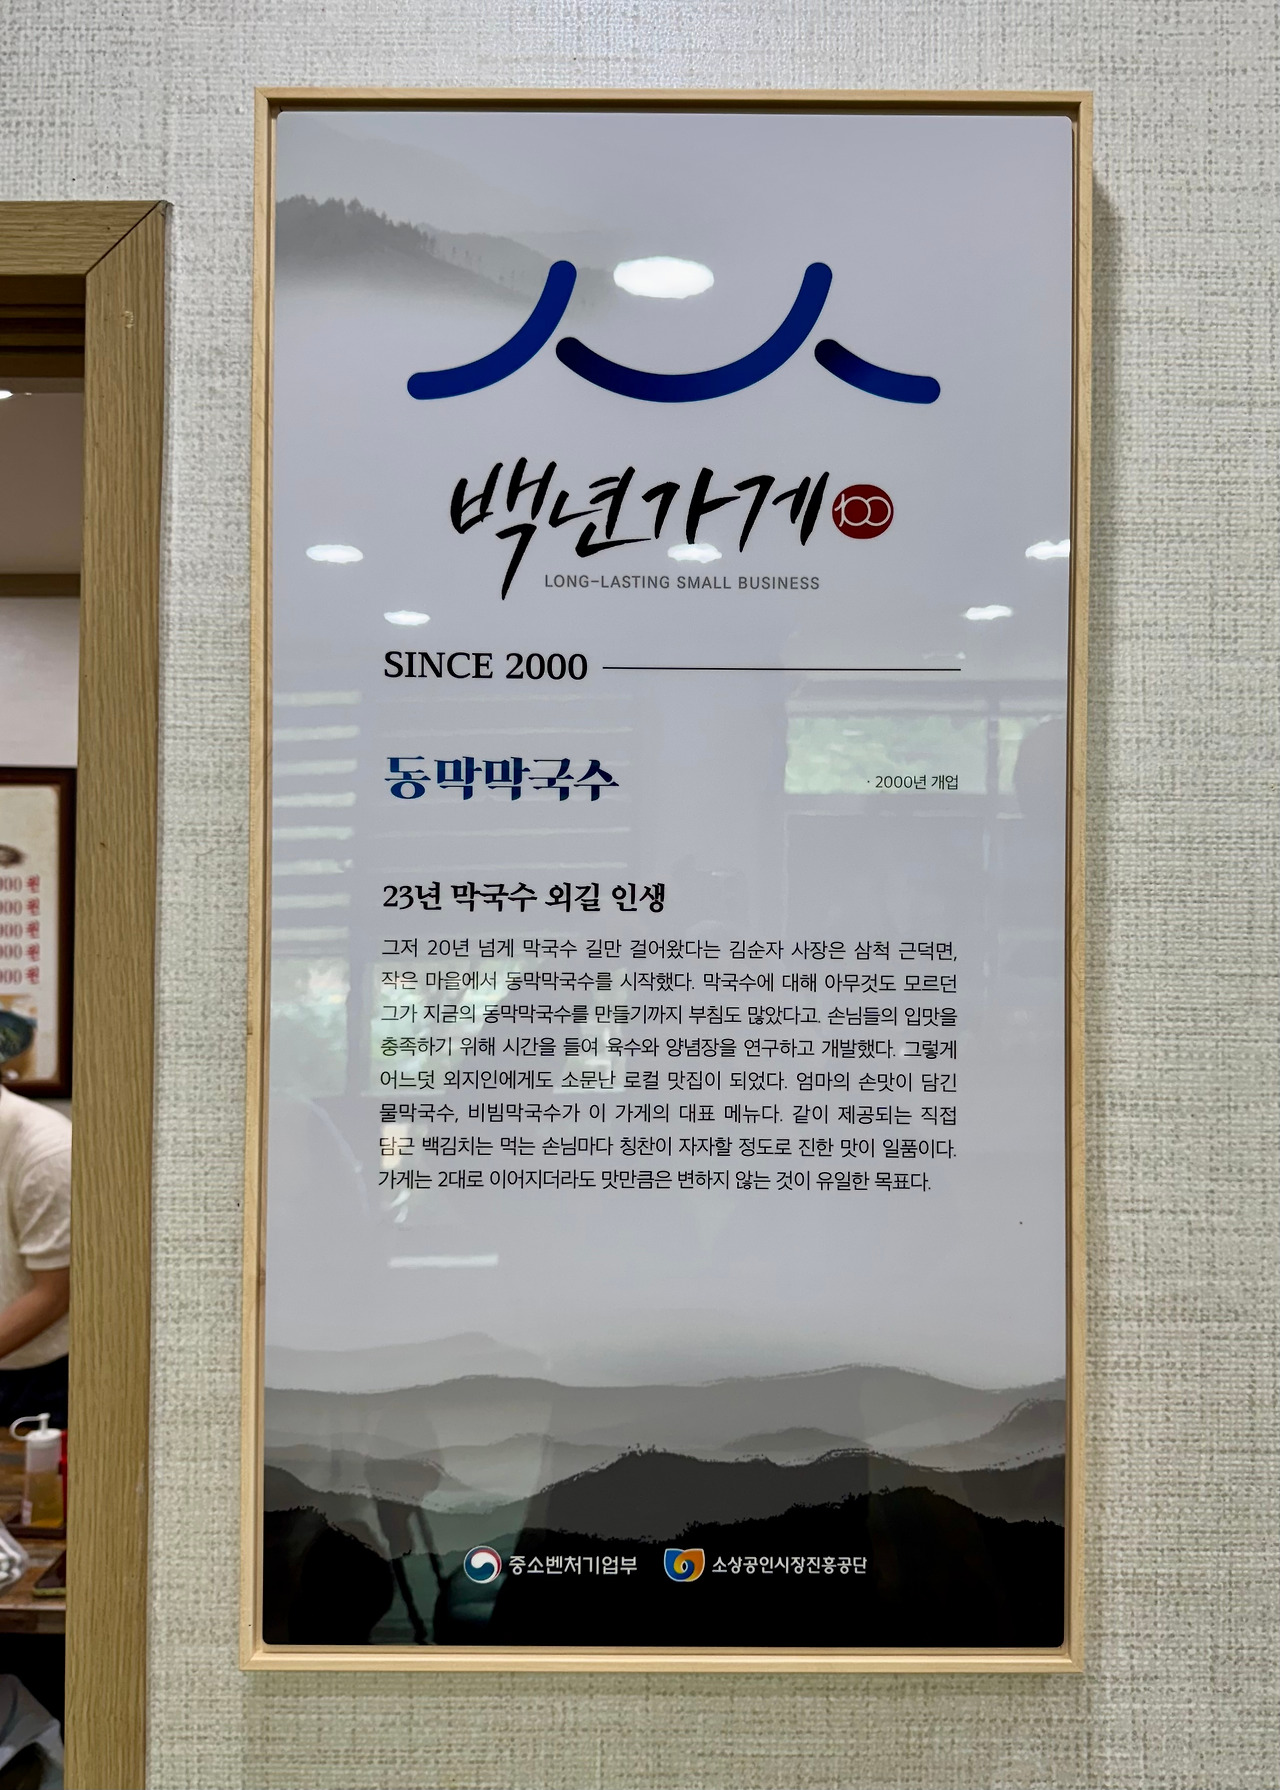 백년가게 100
LONG-LASTING SMALL BUSINESS
SINCE 2000
동막막국수
· 2000년 개업
23년 막국수 외길 인생
그저 20년 넘게 막국수 길만 걸어왔다는 김순자 사장은 삼척 근덕면,
작은 마을에서 동막막국수를 시작했다. 막국수에 대해 아무것도 모르던
그가 지금의 동막막국수를 만들기까지 부침도 많았다고. 손님들의 입맛을
충족하기 위해 시간을 들여 육수와 양념장을 연구하고 개발했다. 그렇게
어느덧 외지인에게도 소문난 로컬 맛집이 되었다. 엄마의 손맛이 담긴
물막국수, 비빔막국수가 이 가게의 대표 메뉴다. 같이 제공되는 직접
담근 백김치는 먹는 손님마다 칭찬이 자자할 정도로 진한 맛이 일품이다.
가게는 2대로 이어지더라도 맛만큼은 변하지 않는 것이 유일한 목표다.
중소벤처기업부 소상공인시장진흥공단
00 원
00 원
00 원
00 원
00 원